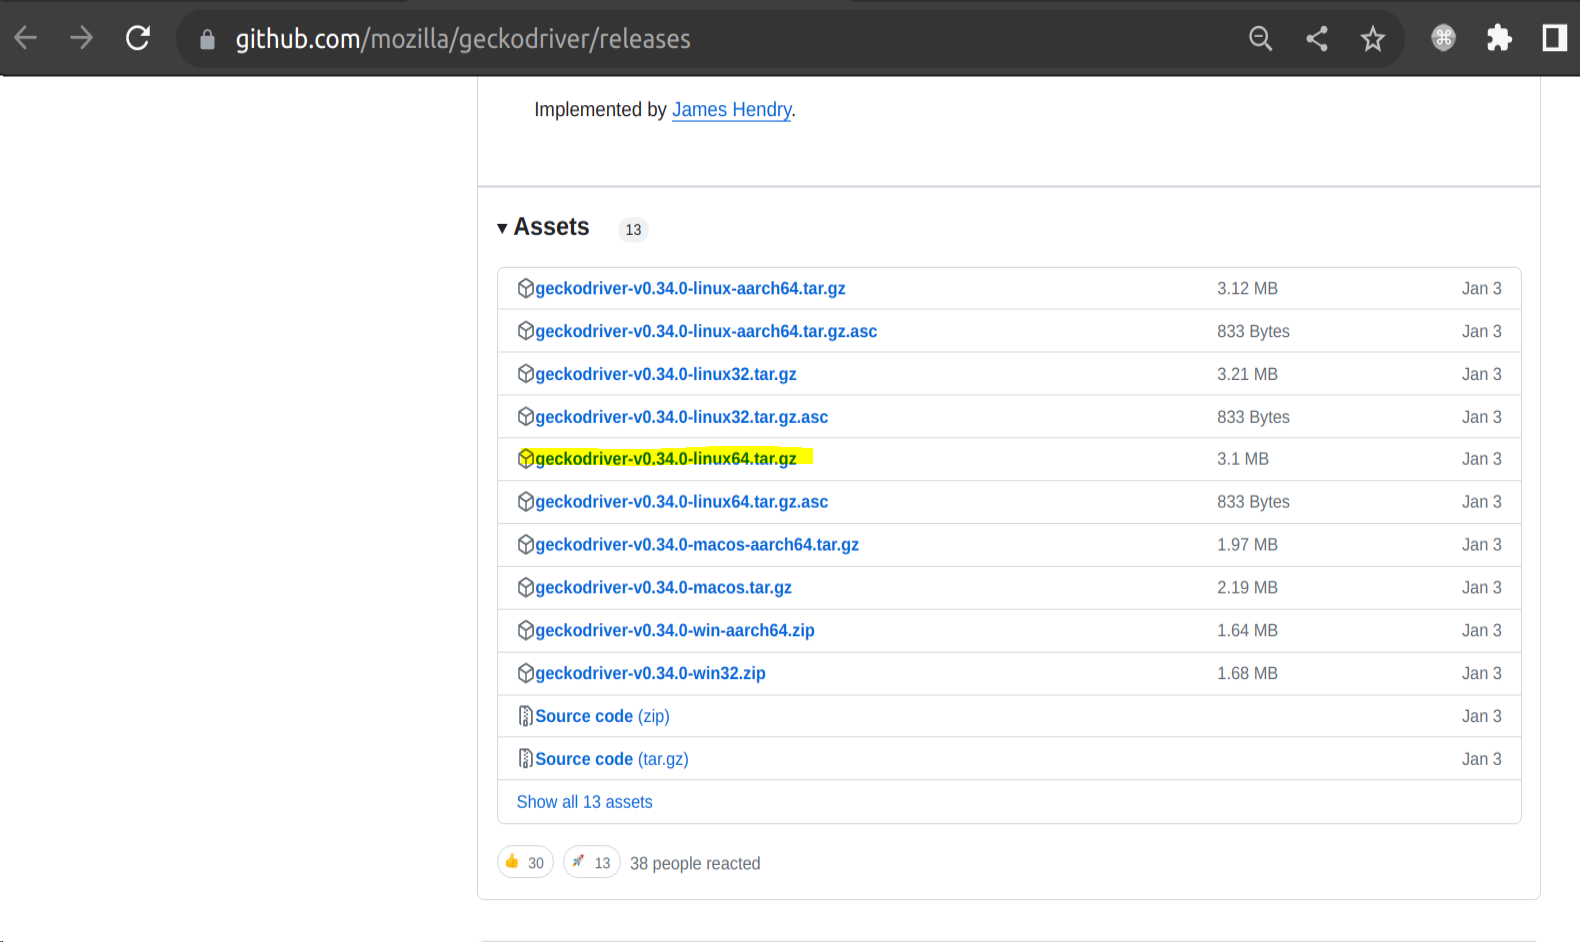 github.com/mozilla/geckodriver/releases
Implemented by James Hendry.
Assets 13
geckodriver-v0.34.0-linux-aarch64.tar.gz 3.12 MB Jan 3
geckodriver-v0.34.0-linux-aarch64.tar.gz.asc 833 Bytes Jan 3
geckodriver-v0.34.0-linux32.tar.gz 3.21 MB Jan 3
geckodriver-v0.34.0-linux32.tar.gz.asc 833 Bytes Jan 3
geckodriver-v0.34.0-linux64.tar.gz 3.1 MB Jan 3
geckodriver-v0.34.0-linux64.tar.gz.asc 833 Bytes Jan 3
geckodriver-v0.34.0-macos-aarch64.tar.gz 1.97 MB Jan 3
geckodriver-v0.34.0-macos.tar.gz 2.19 MB Jan 3
geckodriver-v0.34.0-win-aarch64.zip 1.64 MB Jan 3
geckodriver-v0.34.0-win32.zip 1.68 MB Jan 3
Source code (zip) Jan 3
Source code (tar.gz) Jan 3
Show all 13 assets
30 13 38 people reacted